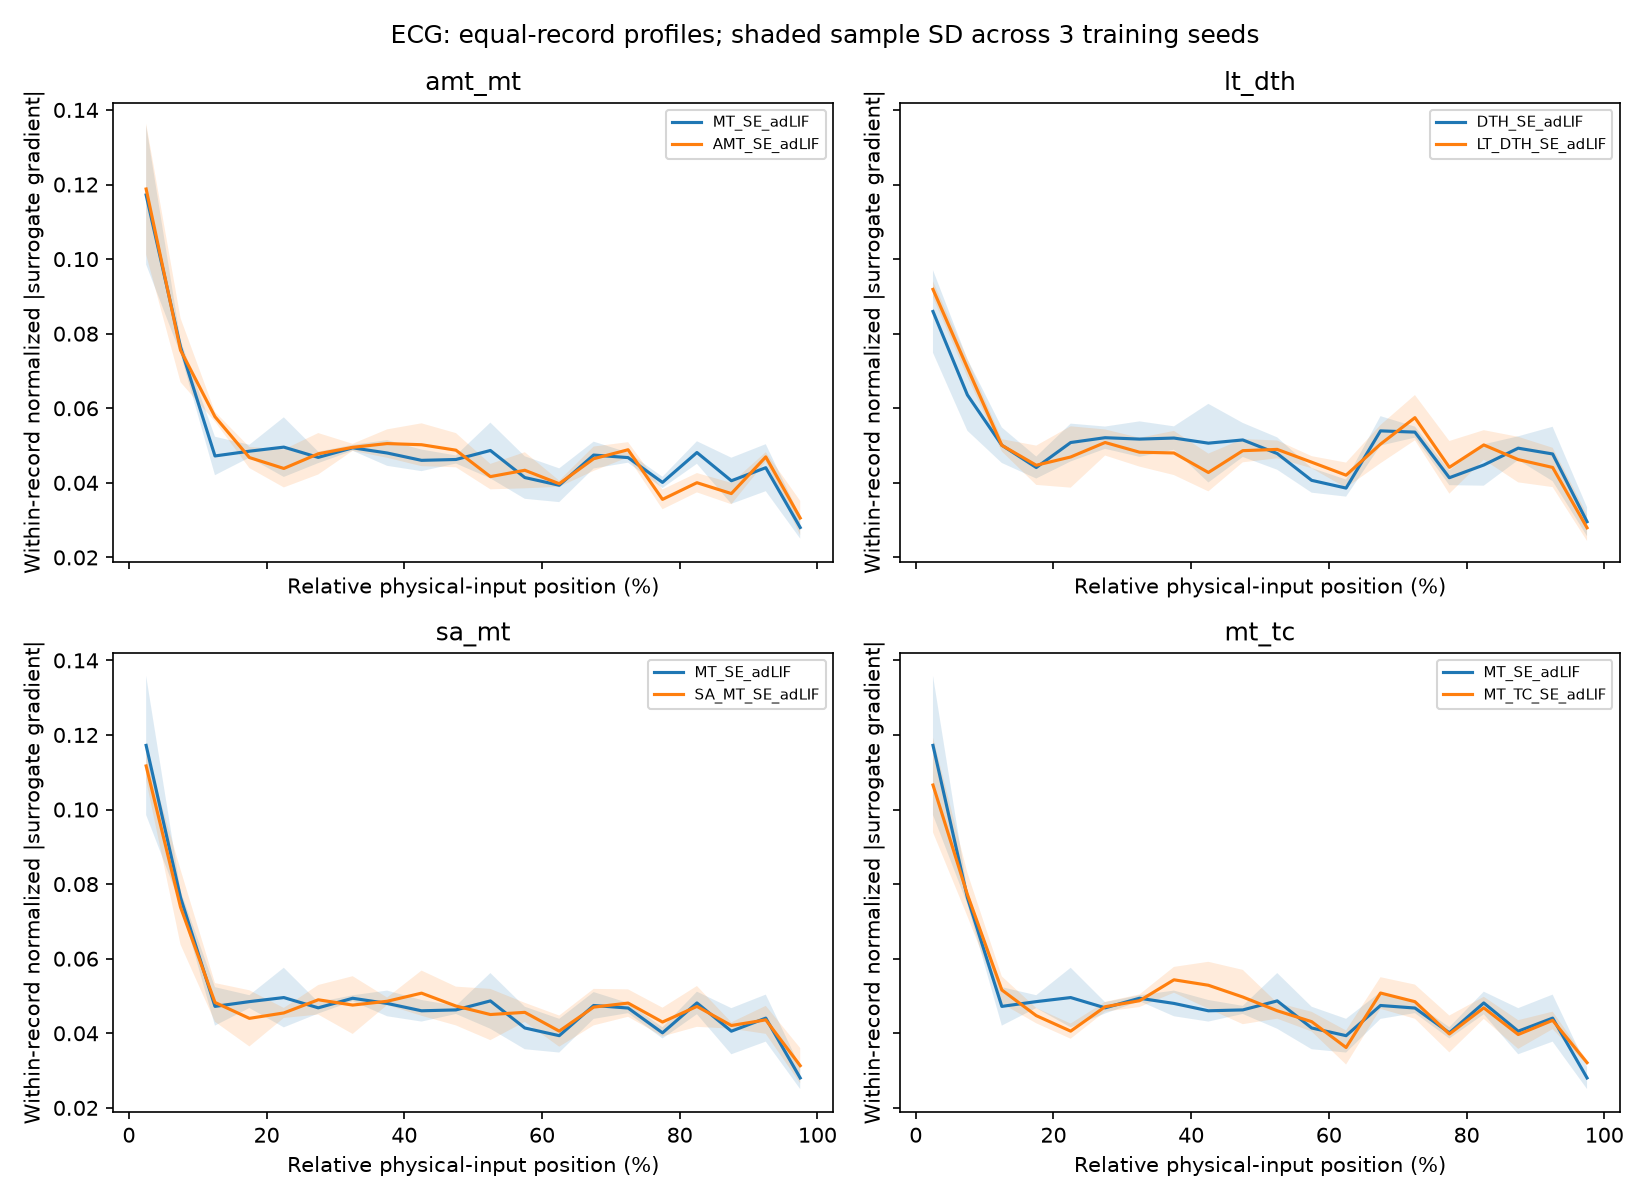 ECG: equal-record profiles; shaded sample SD across 3 training seeds
amt_mt
Within-record normalized |surrogate gradient|
0.14
0.12
0.10
0.08
0.06
0.04
0.02
MT_SE_adLIF
AMT_SE_adLIF
Relative physical-input position (%)
lt_dth
Within-record normalized |surrogate gradient|
DTH_SE_adLIF
LT_DTH_SE_adLIF
Relative physical-input position (%)
sa_mt
Within-record normalized |surrogate gradient|
0.14
0.12
0.10
0.08
0.06
0.04
0.02
MT_SE_adLIF
SA_MT_SE_adLIF
0 20 40 60 80 100
Relative physical-input position (%)
mt_tc
Within-record normalized |surrogate gradient|
MT_SE_adLIF
MT_TC_SE_adLIF
0 20 40 60 80 100
Relative physical-input position (%)